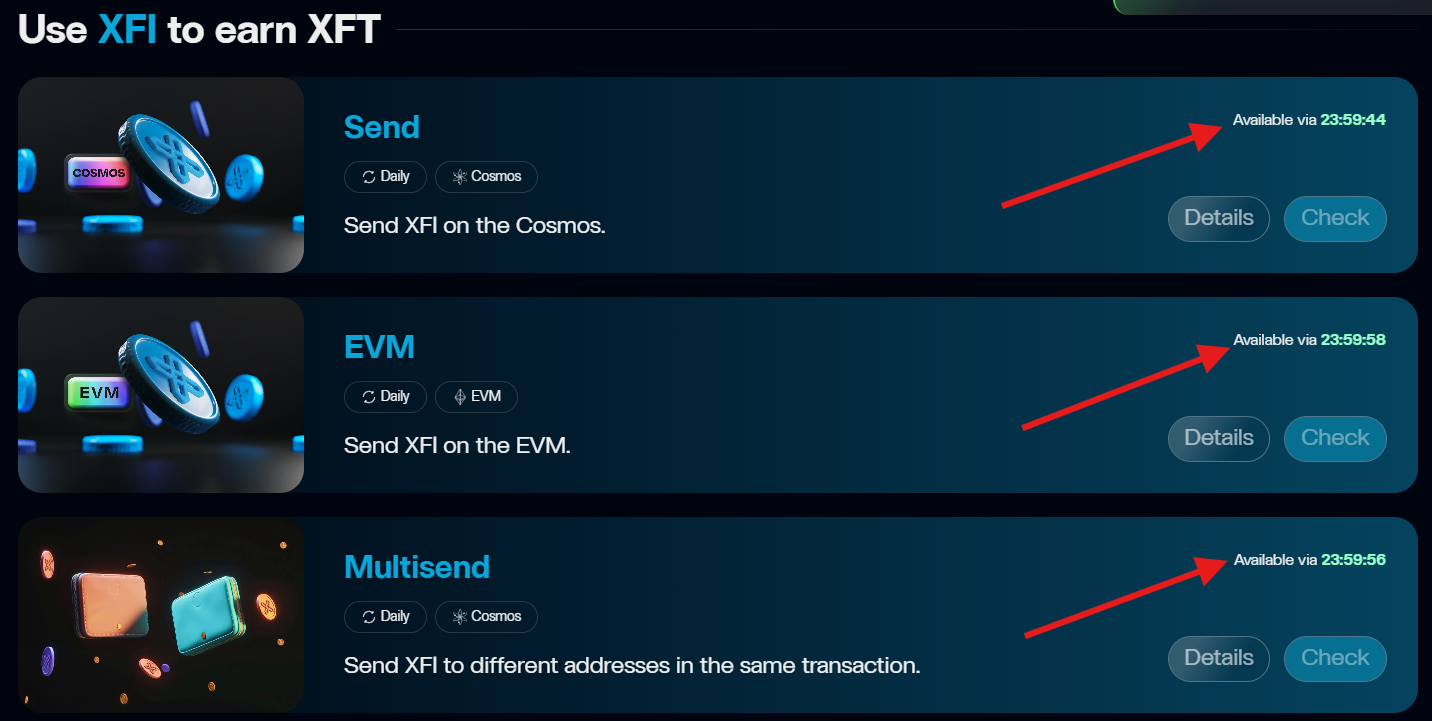 Use XFI to earn XFT
COSMOS
Send
Available via 23:59:44
Daily
Cosmos
Send XFI on the Cosmos.
Details
Check
EVM
EVM
Available via 23:59:58
Daily
EVM
Send XFI on the EVM.
Details
Check
Multisend
Available via 23:59:56
Daily
Cosmos
Send XFI to different addresses in the same transaction.
Details
Check